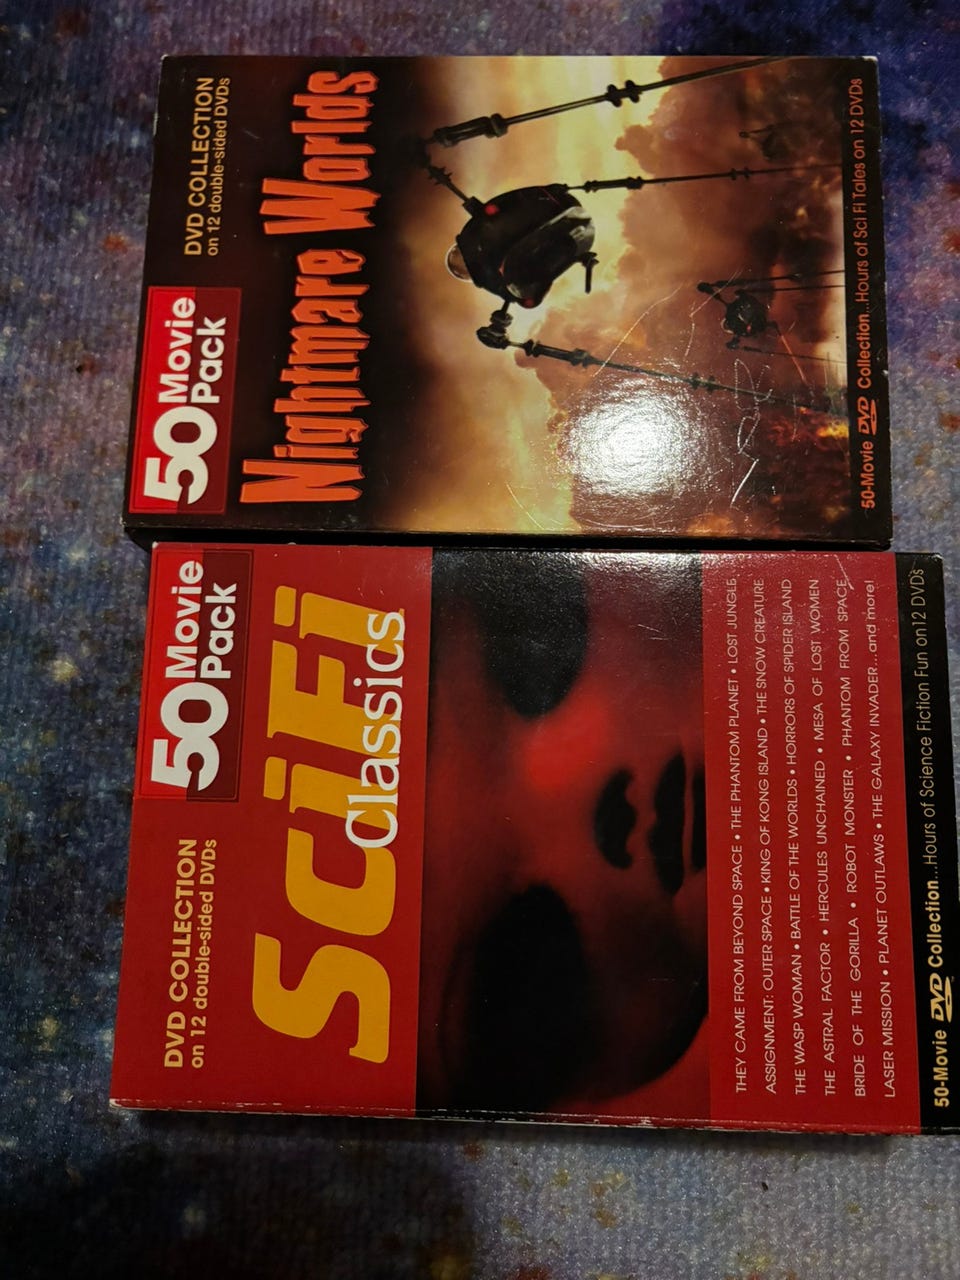 50 Movie
Pack
DVD COLLECTION
on 12 double-sided DVDs
Nightmare Worlds
50-Movie DVD Collection...Hours of Sci Fi Tales on 12 DVDs
DVD COLLECTION
on 12 double-sided DVDs
50 Movie
Pack
SciFi
Classics
THEY CAME FROM BEYOND SPACE • THE PHANTOM PLANET • LOST JUNGLE
ASSIGNMENT: OUTER SPACE • KING OF KONG ISLAND • THE SNOW CREATURE
THE WASP WOMAN • BATTLE OF THE WORLDS • HORRORS OF SPIDER ISLAND
THE ASTRAL FACTOR • HERCULES UNCHAINED • MESA OF LOST WOMEN
BRIDE OF THE GORILLA • ROBOT MONSTER • PHANTOM FROM SPACE
LASER MISSION • PLANET OUTLAWS • THE GALAXY INVADER...and more!
50-Movie DVD Collection...Hours of Science Fiction Fun on 12 DVDs